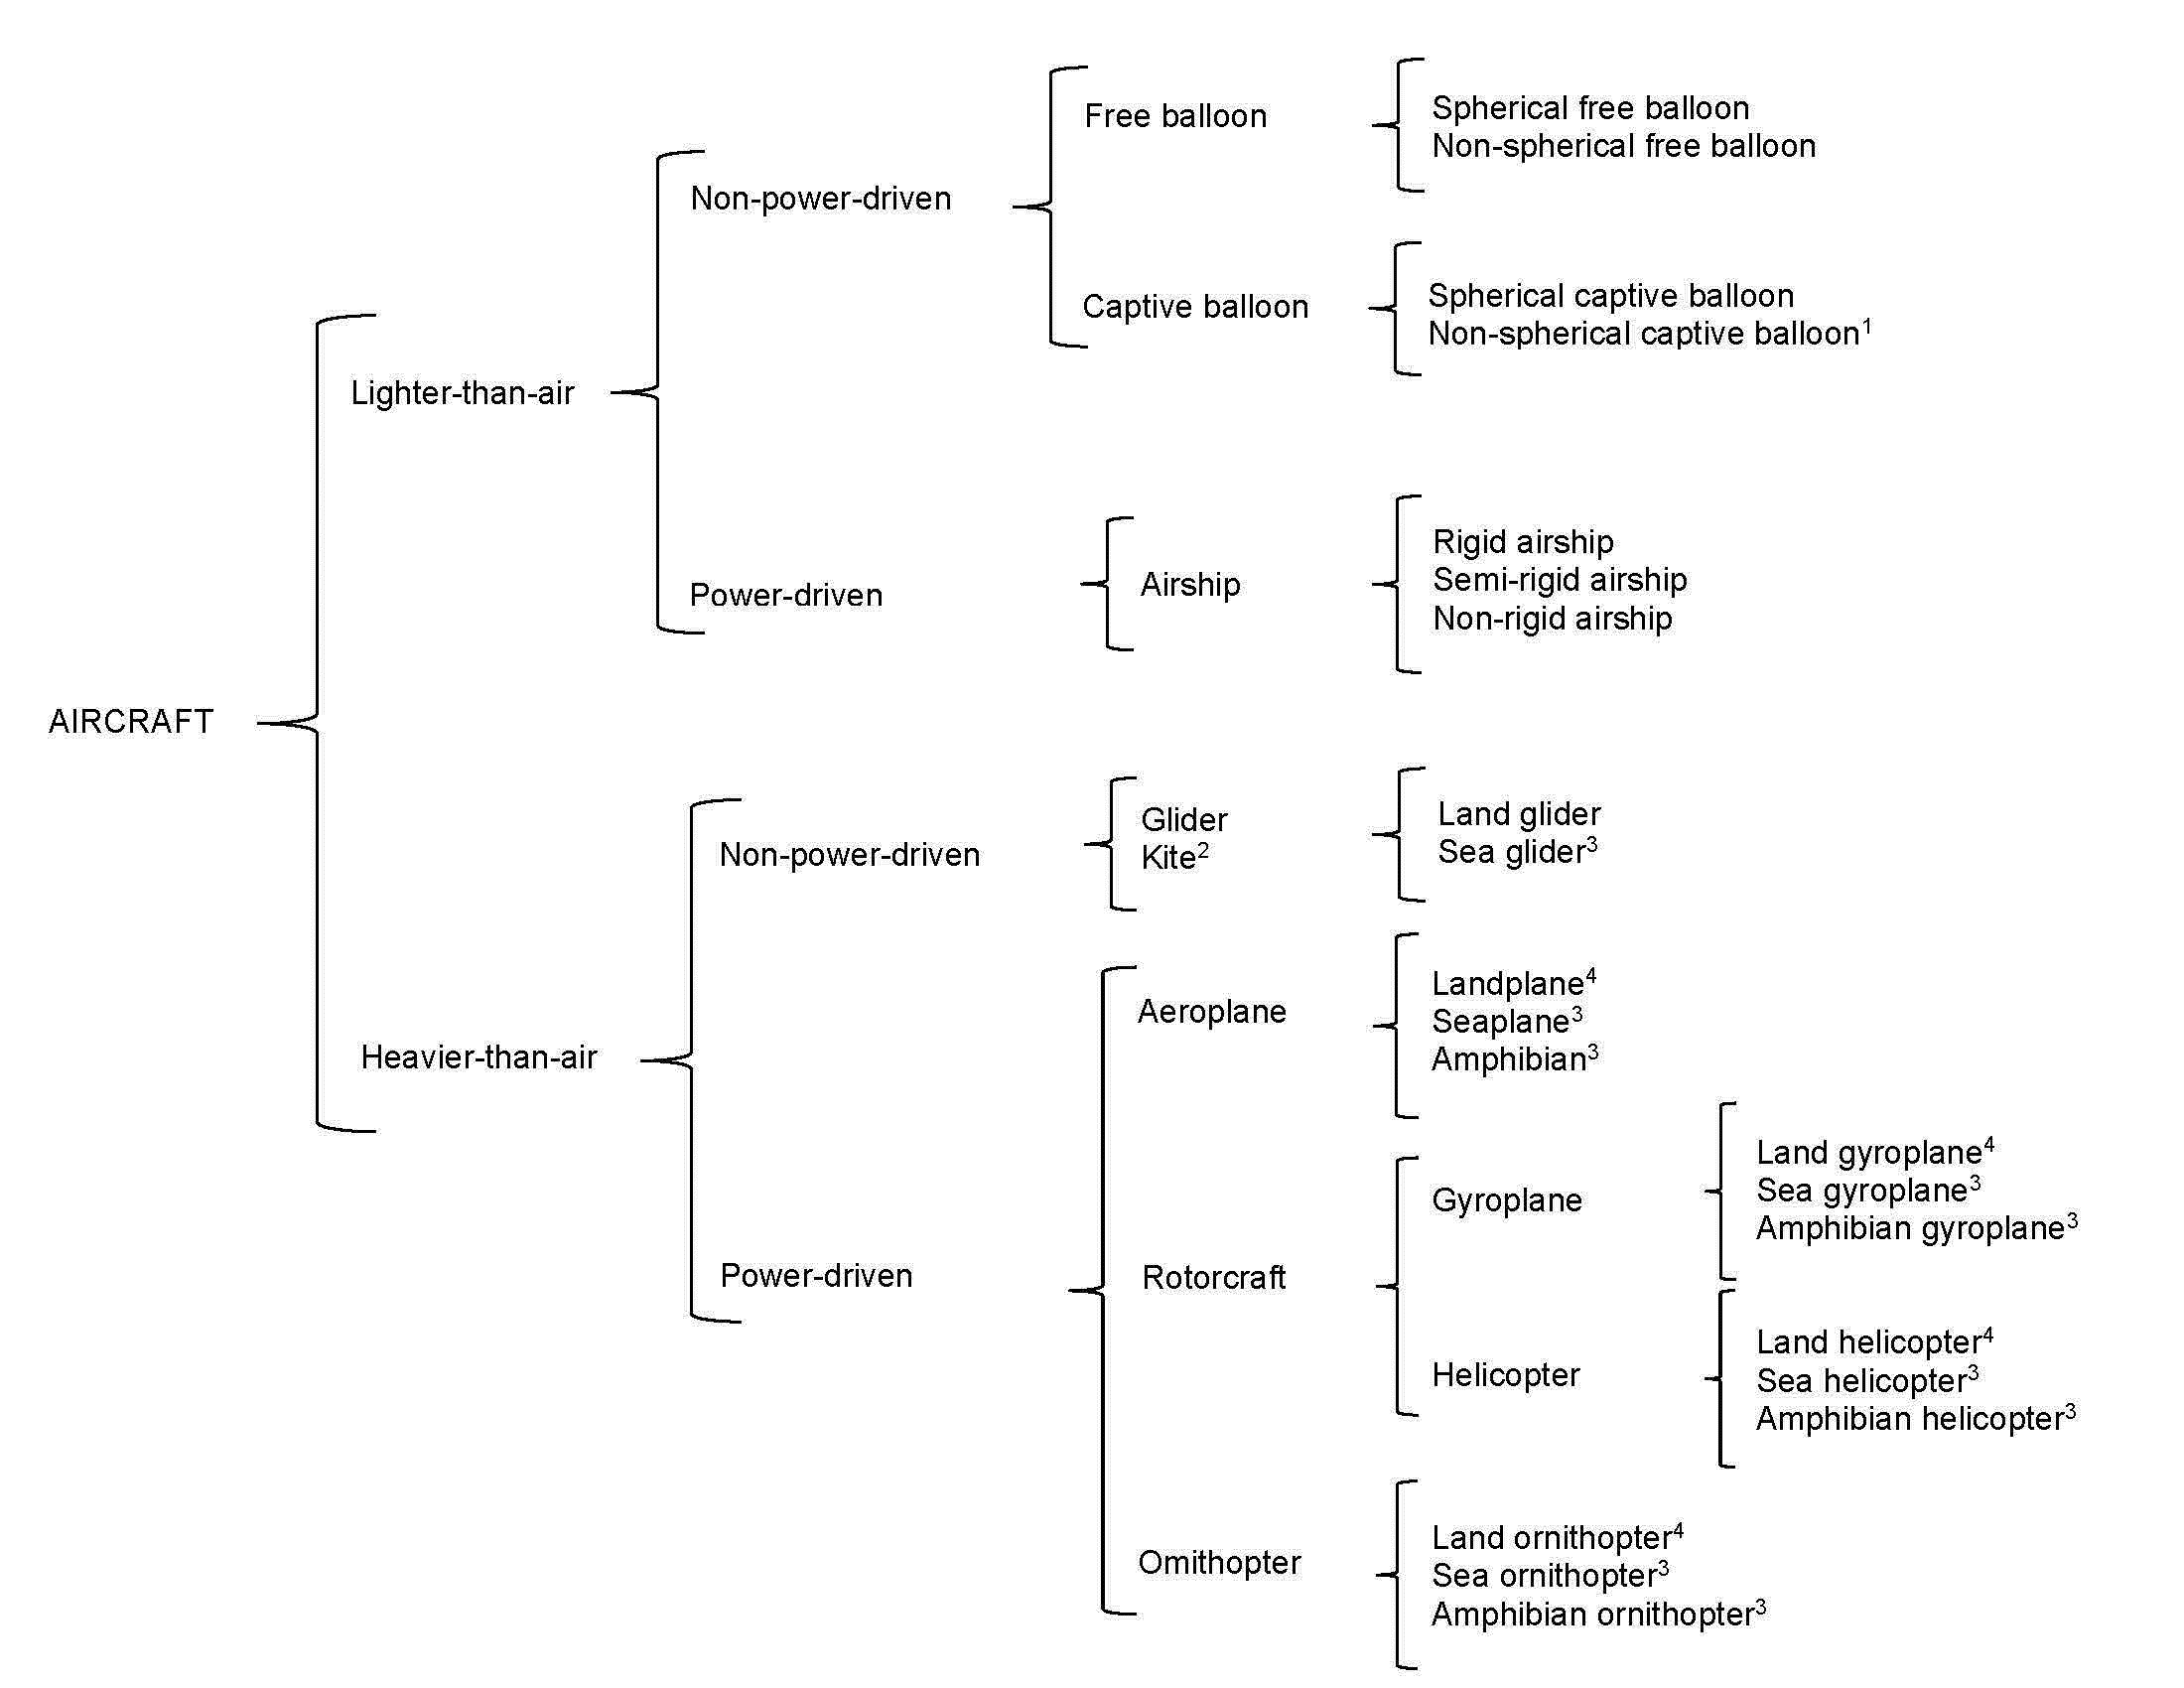 Free balloon
Spherical free balloon
Non-spherical free balloon
Non-power-driven
Captive balloon
Spherical captive balloon
Non-spherical captive balloon¹
Lighter-than-air
Power-driven
Airship
Rigid airship
Semi-rigid airship
Non-rigid airship
AIRCRAFT
Non-power-driven
Glider
Kite²
Land glider
Sea glider³
Heavier-than-air
Aeroplane
Landplane⁴
Seaplane³
Amphibian³
Power-driven
Rotorcraft
Gyroplane
Land gyroplane⁴
Sea gyroplane³
Amphibian gyroplane³
Helicopter
Land helicopter⁴
Sea helicopter³
Amphibian helicopter³
Omithopter
Land ornithopter⁴
Sea ornithopter³
Amphibian ornithopter³